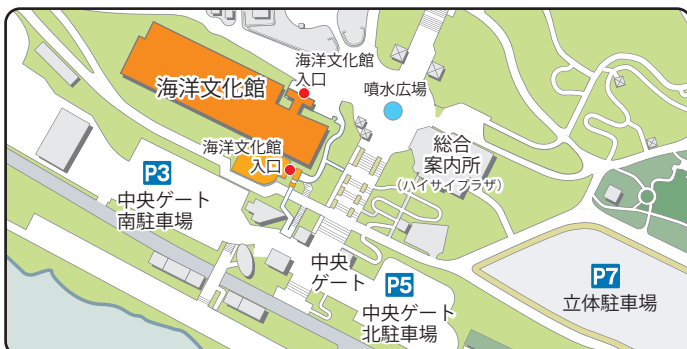 海洋文化館
入口
海洋文化館
噴水広場
海洋文化館
入口
総合
案内所
(ハイサイプラザ)
P3
中央ゲート
南駐車場
中央
ゲート
P5
中央ゲート
北駐車場
P7
立体駐車場